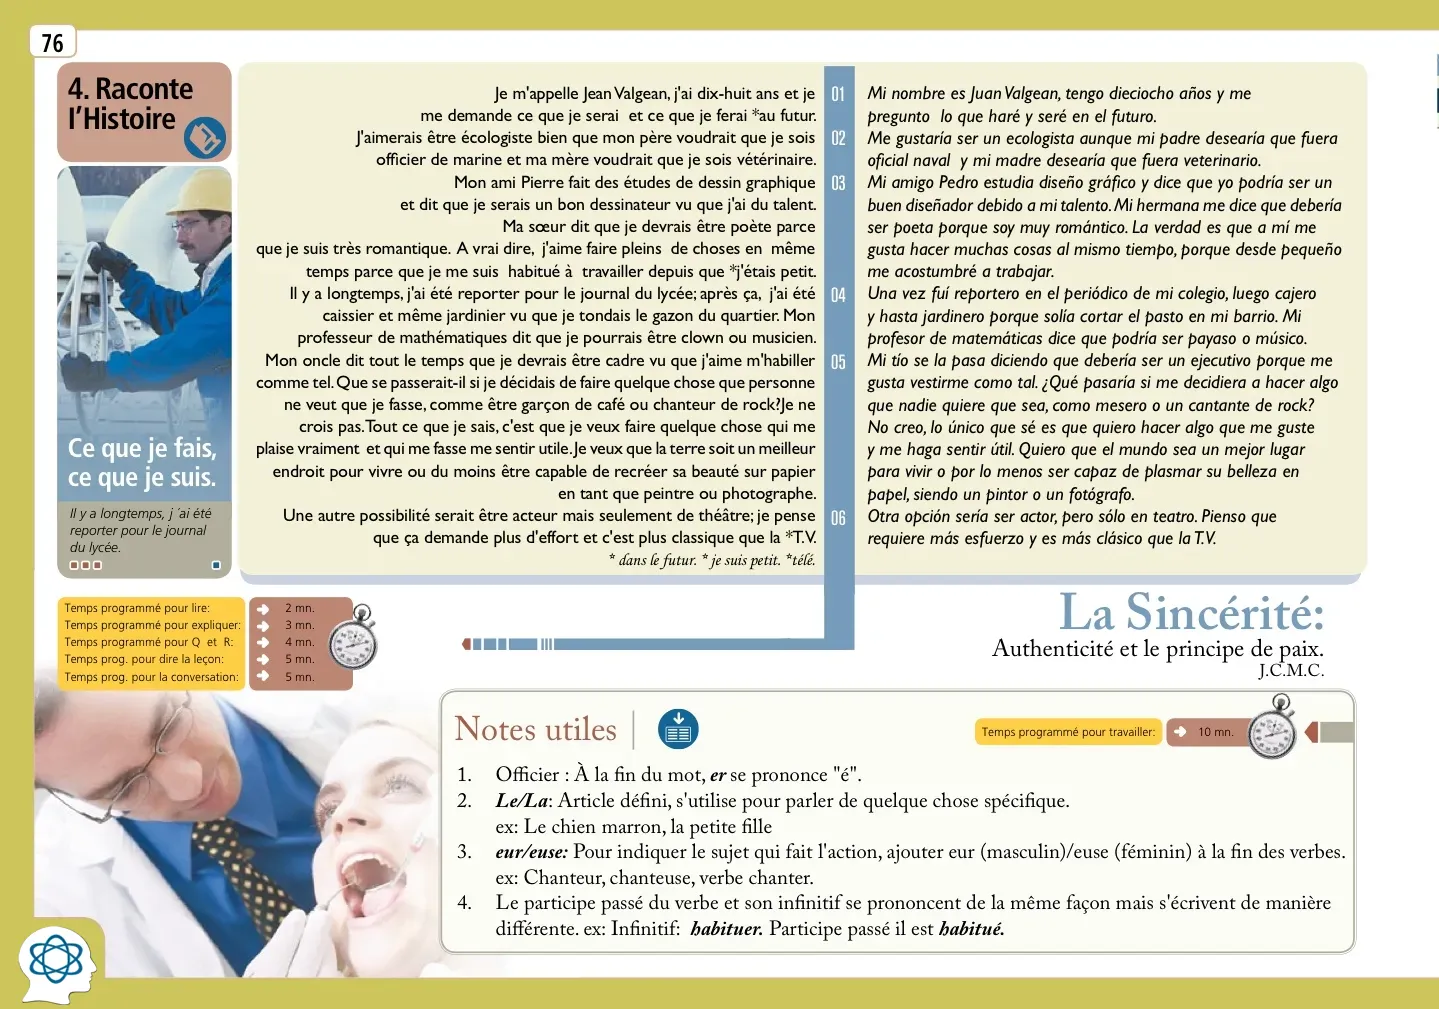 76
4. Raconte
l'Histoire
Ce que je fais,
ce que je suis.
Il y a longtemps, j ´ai été
reporter pour le journal
du lycée.
Je m'appelle Jean Valgean, j'ai dix-huit ans et je
me demande ce que je serai et ce que je ferai *au futur.
J'aimerais être écologiste bien que mon père voudrait que je sois
officier de marine et ma mère voudrait que je sois vétérinaire.
Mon ami Pierre fait des études de dessin graphique
et dit que je serais un bon dessinateur vu que j'ai du talent.
Ma sœur dit que je devrais être poète parce
que je suis très romantique. A vrai dire, j'aime faire pleins de choses en même
temps parce que je me suis habitué à travailler depuis que *j'étais petit.
Il y a longtemps, j'ai été reporter pour le journal du lycée; après ça, j'ai été
caissier et même jardinier vu que je tondais le gazon du quartier. Mon
professeur de mathématiques dit que je pourrais être clown ou musicien.
Mon oncle dit tout le temps que je devrais être cadre vu que j'aime m'habiller
comme tel. Que se passerait-il si je décidais de faire quelque chose que personne
ne veut que je fasse, comme être garçon de café ou chanteur de rock?Je ne
crois pas.Tout ce que je sais, c'est que je veux faire quelque chose qui me
plaise vraiment et qui me fasse me sentir utile. Je veux que la terre soit un meilleur
endroit pour vivre ou du moins être capable de recréer sa beauté sur papier
en tant que peintre ou photographe.
Une autre possibilité serait être acteur mais seulement de théâtre; je pense
que ça demande plus d'effort et c'est plus classique que la *T.V.
* dans le futur. * je suis petit. *télé.
01
02
03
04
05
06
Mi nombre es Juan Valgean, tengo dieciocho años y me
pregunto lo que haré y seré en el futuro.
Me gustaría ser un ecologista aunque mi padre desearía que fuera
oficial naval y mi madre desearía que fuera veterinario.
Mi amigo Pedro estudia diseño gráfico y dice que yo podría ser un
buen diseñador debido a mi talento. Mi hermana me dice que debería
ser poeta porque soy muy romántico. La verdad es que a mí me
gusta hacer muchas cosas al mismo tiempo, porque desde pequeño
me acostumbré a trabajar.
Una vez fuí reportero en el periódico de mi colegio, luego cajero
y hasta jardinero porque solía cortar el pasto en mi barrio. Mi
profesor de matemáticas dice que podría ser payaso o músico.
Mi tío se la pasa diciendo que debería ser un ejecutivo porque me
gusta vestirme como tal. ¿Qué pasaría si me decidiera a hacer algo
que nadie quiere que sea, como mesero o un cantante de rock?
No creo, lo único que sé es que quiero hacer algo que me guste
y me haga sentir útil. Quiero que el mundo sea un mejor lugar
para vivir o por lo menos ser capaz de plasmar su belleza en
papel, siendo un pintor o un fotógrafo.
Otra opción sería ser actor, pero sólo en teatro. Pienso que
requiere más esfuerzo y es más clásico que la T.V.
Temps programmé pour lire: 2 mn.
Temps programmé pour expliquer: 3 mn.
Temps programmé pour Q et R: 4 mn.
Temps prog. pour dire la leçon: 5 mn.
Temps prog. pour la conversation: 5 mn.
La Sincérité:
Authenticité et le principe de paix.
J.C.M.C.
Notes utiles
Temps programmé pour travailler: 10 mn.
1. Officier : À la fin du mot, er se prononce "é".
2. Le/La: Article défini, s'utilise pour parler de quelque chose spécifique.
ex: Le chien marron, la petite fille
3. eur/euse: Pour indiquer le sujet qui fait l'action, ajouter eur (masculin)/euse (féminin) à la fin des verbes.
ex: Chanteur, chanteuse, verbe chanter.
4. Le participe passé du verbe et son infinitif se prononcent de la même façon mais s'écrivent de manière
différente. ex: Infinitif: habituer. Participe passé il est habitué.